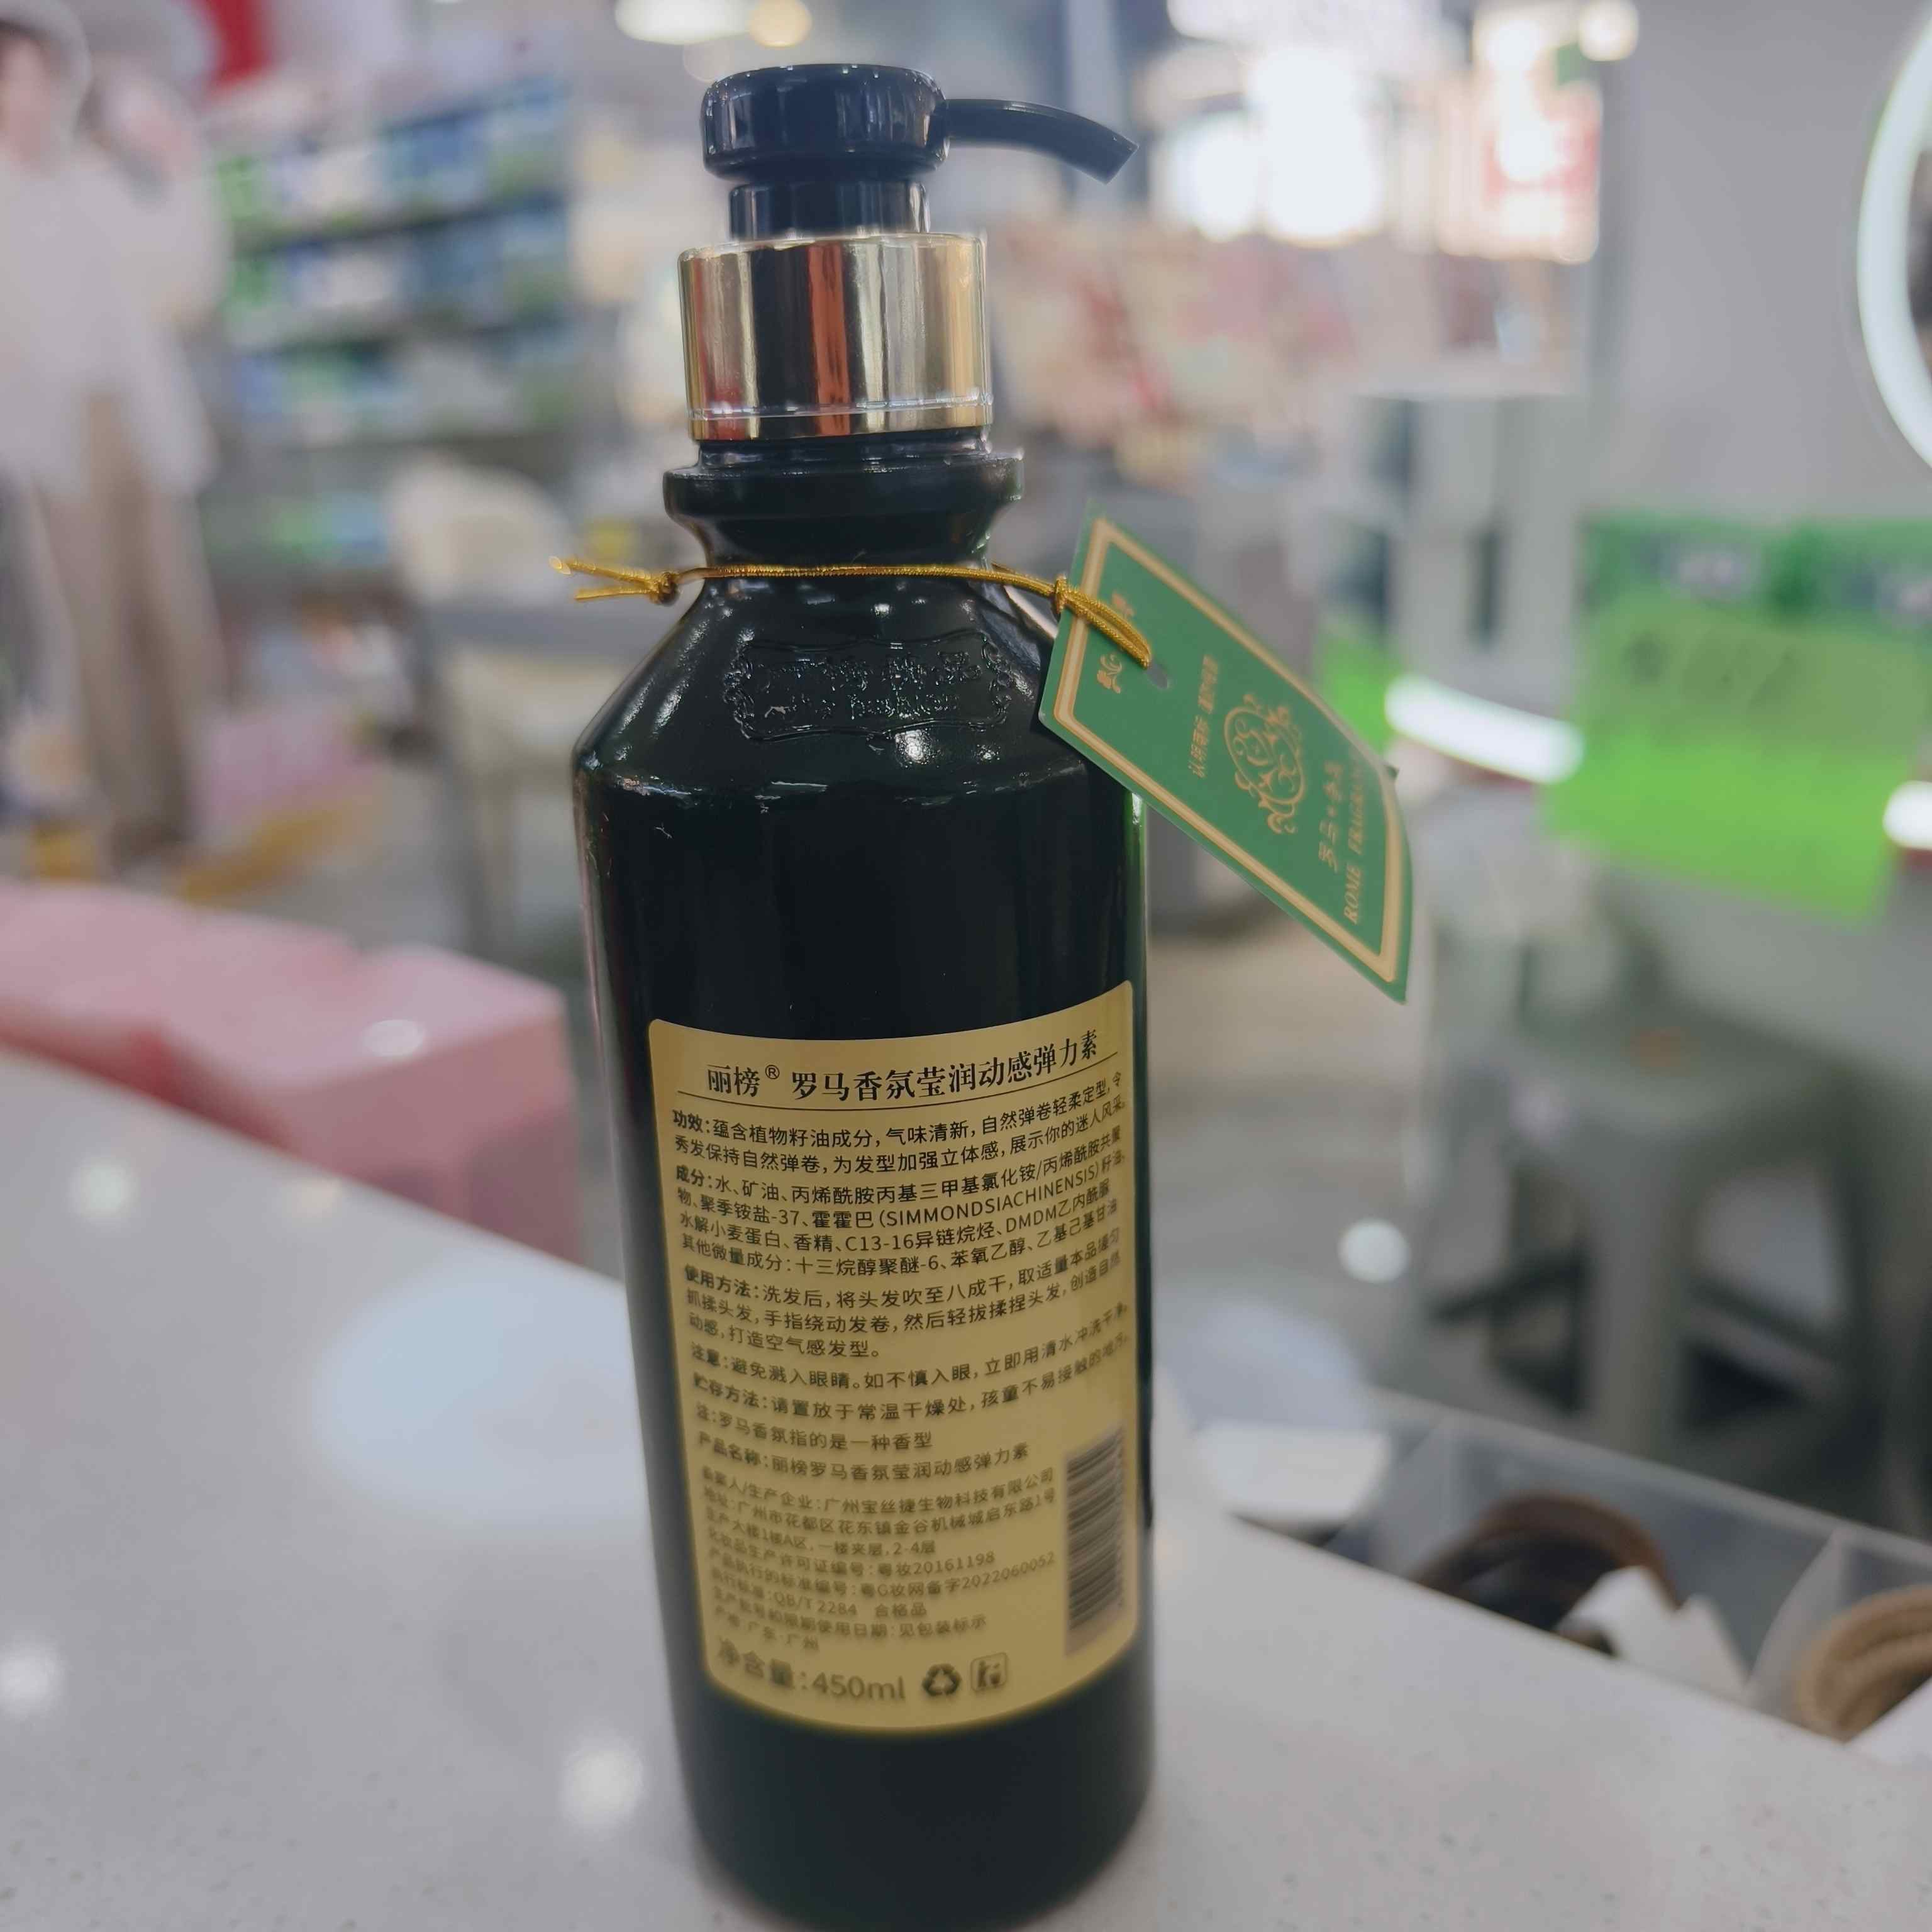 ROME FRAGRANCE
丽榜® 罗马香氛莹润动感弹力素
功效:蕴含植物籽油成分,气味清新,自然弹卷轻柔定型,令
秀发保持自然弹卷,为发型加强立体感,展示你的迷人风采。
成分:水、矿油、丙烯酰胺丙基三甲基氯化铵/丙烯酰胺共聚
物、聚季铵盐-37、霍霍巴(SIMMONDSIACHINENSIS)籽油、
水解小麦蛋白、香精、C13-16异链烷烃、DMDM乙内酰脲
其他微量成分:十三烷醇聚醚-6、苯氧乙醇、乙基己基甘油
使用方法:洗发后,将头发吹至八成干,取适量本品均匀
抓揉头发,手指绕动发卷,然后轻拔揉捏头发,创造自然
动感,打造空气感发型。
注意:避免溅入眼睛。如不慎入眼,立即用清水冲洗干净。
贮存方法:请置放于常温干燥处,孩童不易接触的地方。
注:罗马香氛指的是一种香型
产品名称:丽榜罗马香氛莹润动感弹力素
备案人/生产企业:广州宝丝捷生物科技有限公司
地址:广州市花都区花东镇金谷机械城启东路1号
生产大楼1楼A区,一楼夹层,2-4层
化妆品生产许可证编号:粤妆20161198
产品执行的标准编号:粤G妆网备字2022060052
执行标准:QB/T 2284 合格品
生产批号和限期使用日期:见包装标示
产地:广东·广州
净含量:450ml